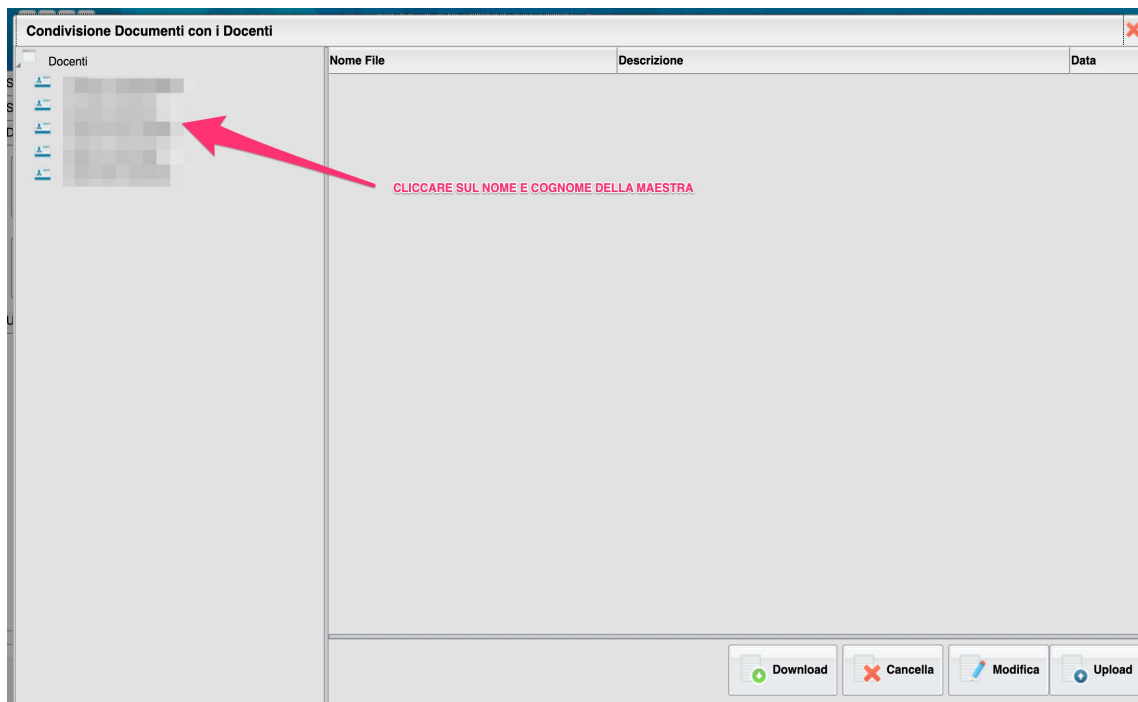 Condivisione Documenti con i Docenti
Docenti
Nome File
Descrizione
Data
CLICCARE SUL NOME E COGNOME DELLA MAESTRA
Download
Cancella
Modifica
Upload